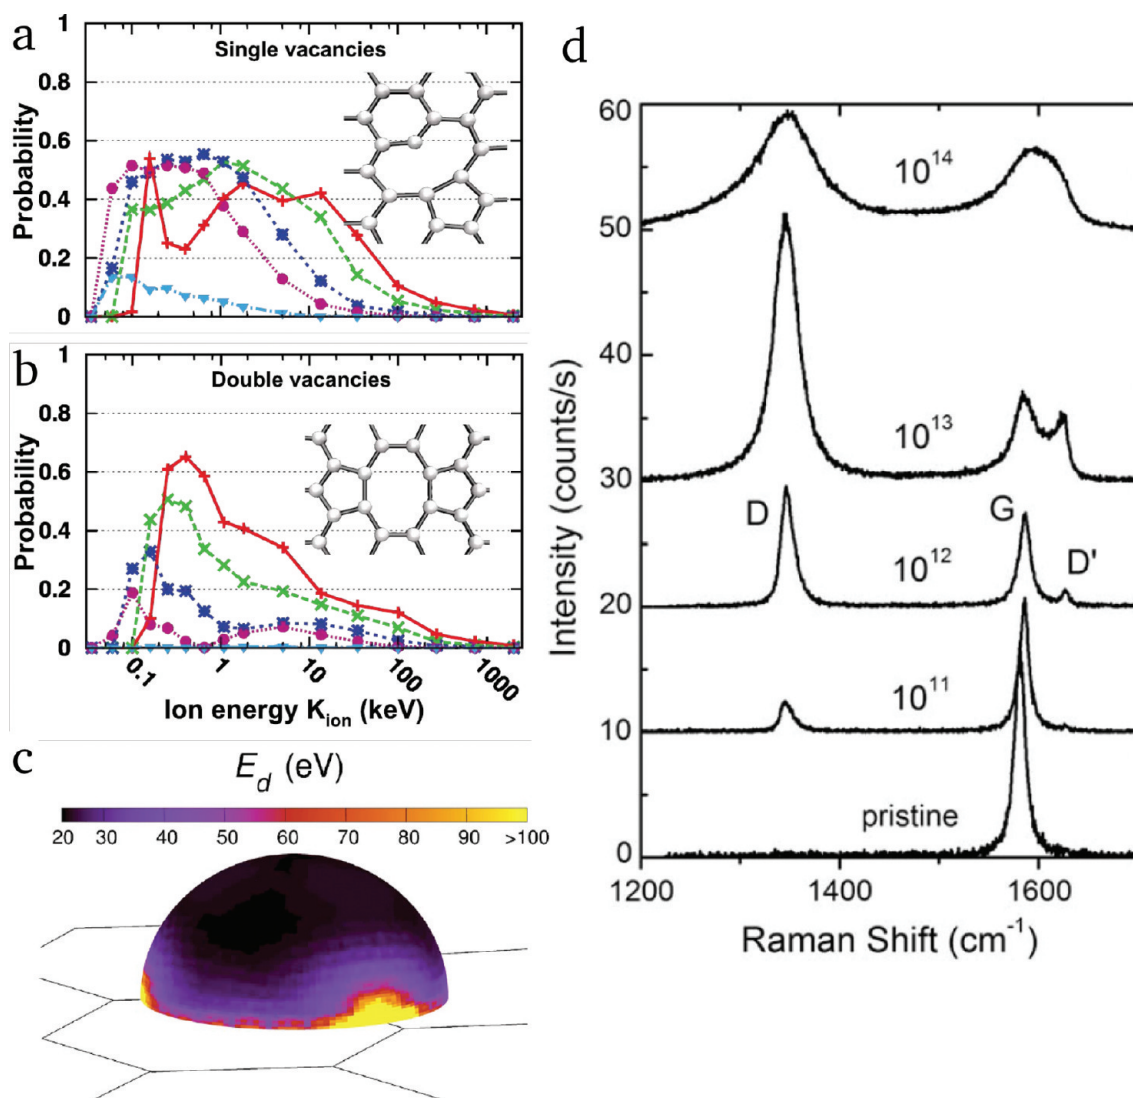 a
Single vacancies
Probability
1
0.8
0.6
0.4
0.2
0
b
Double vacancies
Probability
1
0.8
0.6
0.4
0.2
0
0.1
1
10
100
1000
Ion energy K_ion (keV)
c
E_d (eV)
20 30 40 50 60 70 80 90 >100
d
Intensity (counts/s)
60
50
40
30
20
10
0
10^14
10^13
D
G
10^12
D'
10^11
pristine
1200
1400
1600
Raman Shift (cm^-1)